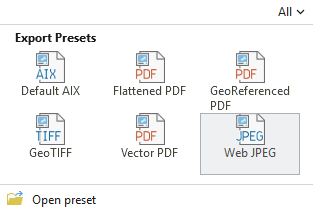 All
Export Presets
AIX PDF PDF
Default AIX Flattened PDF GeoReferenced
PDF
TIFF PDF JPEG
GeoTIFF Vector PDF Web JPEG
Open preset